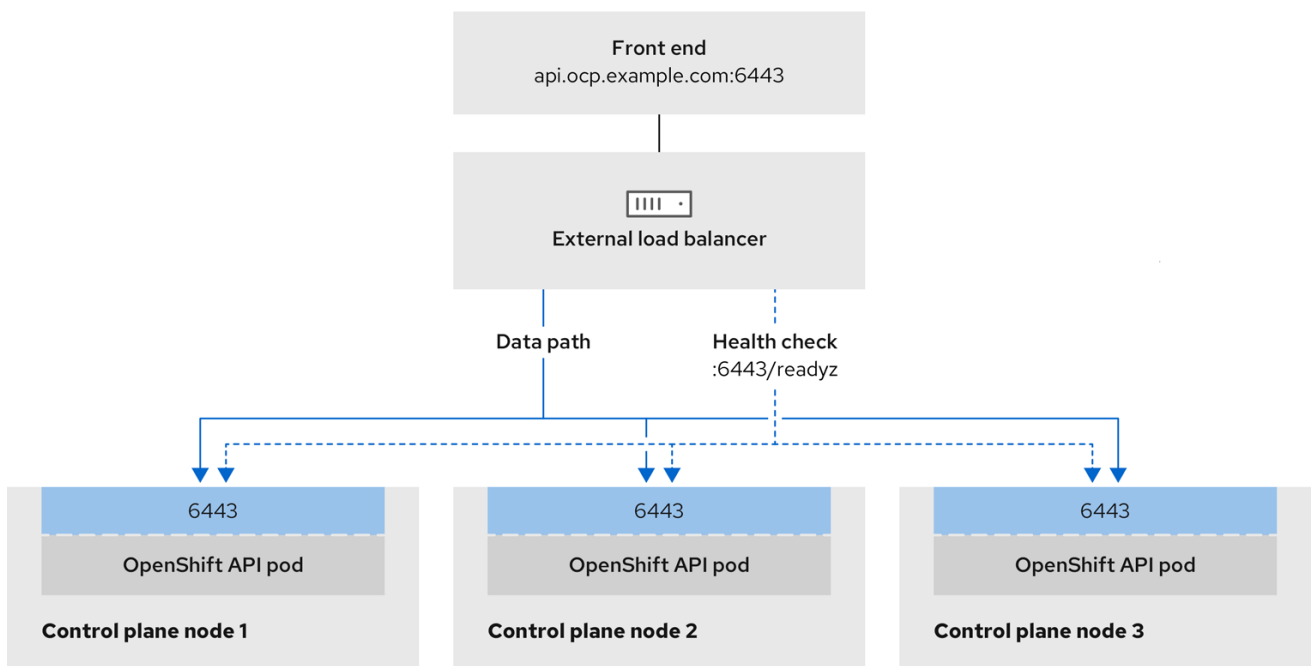 Front end
api.ocp.example.com:6443
External load balancer
Data path
Health check
:6443/readyz
6443
6443
6443
OpenShift API pod
OpenShift API pod
OpenShift API pod
Control plane node 1
Control plane node 2
Control plane node 3